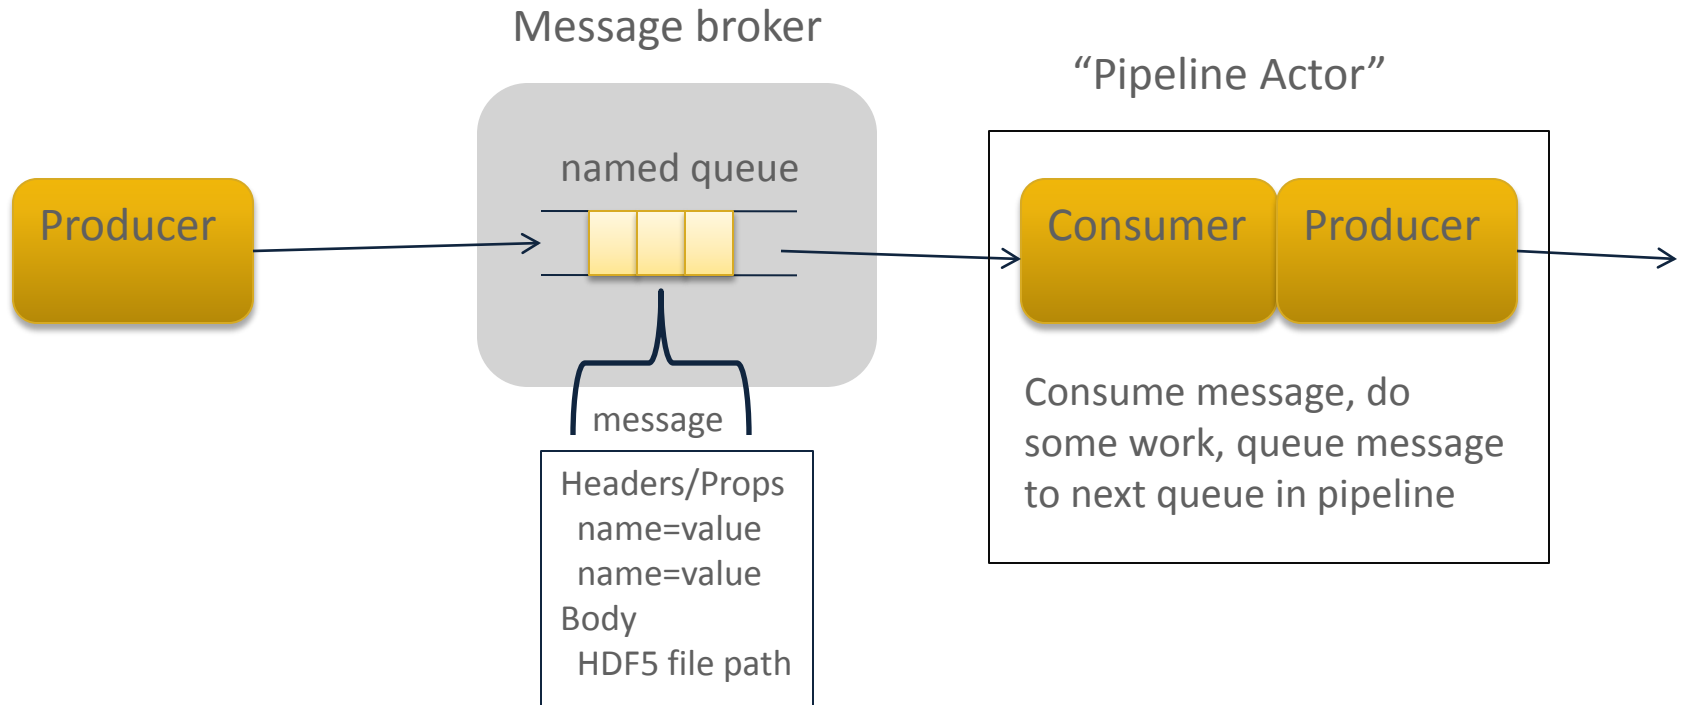 Message broker
“Pipeline Actor”
named queue
Producer
Consumer
Producer
message
Headers/Props
name=value
name=value
Body
HDF5 file path
Consume message, do
some work, queue message
to next queue in pipeline